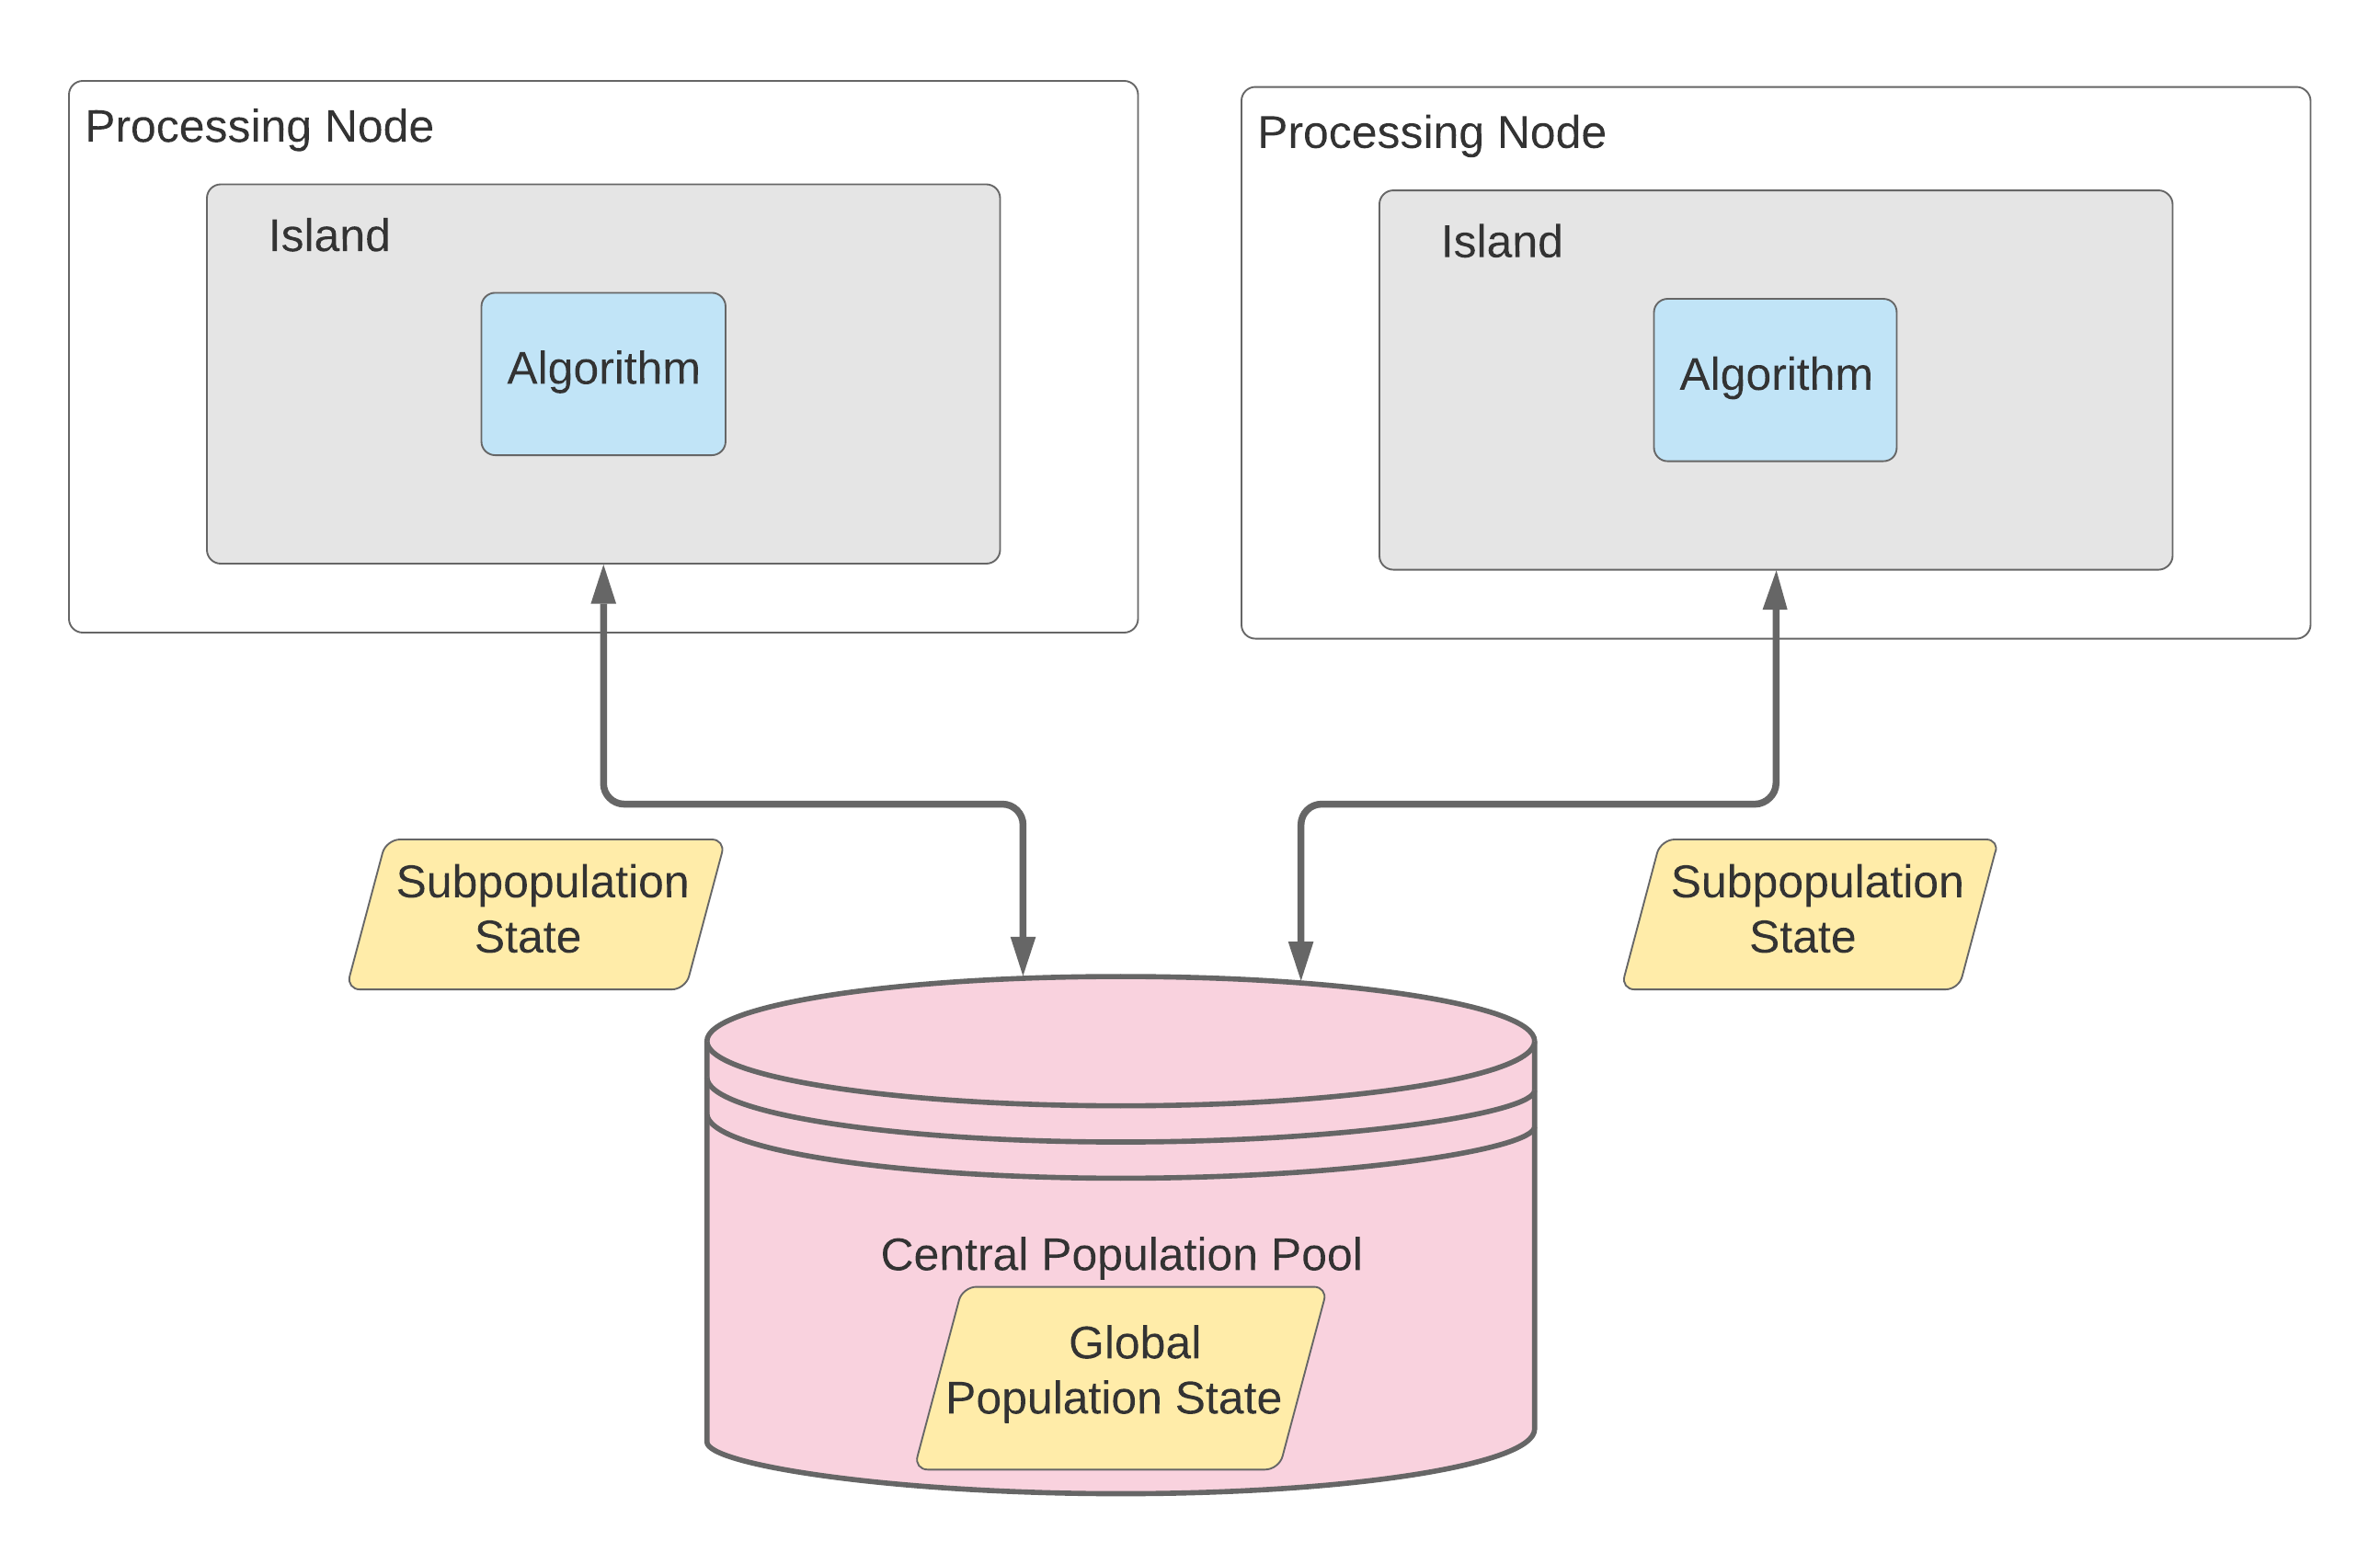 Processing Node
Island
Algorithm
Processing Node
Island
Algorithm
Subpopulation
State
Subpopulation
State
Central Population Pool
Global
Population State